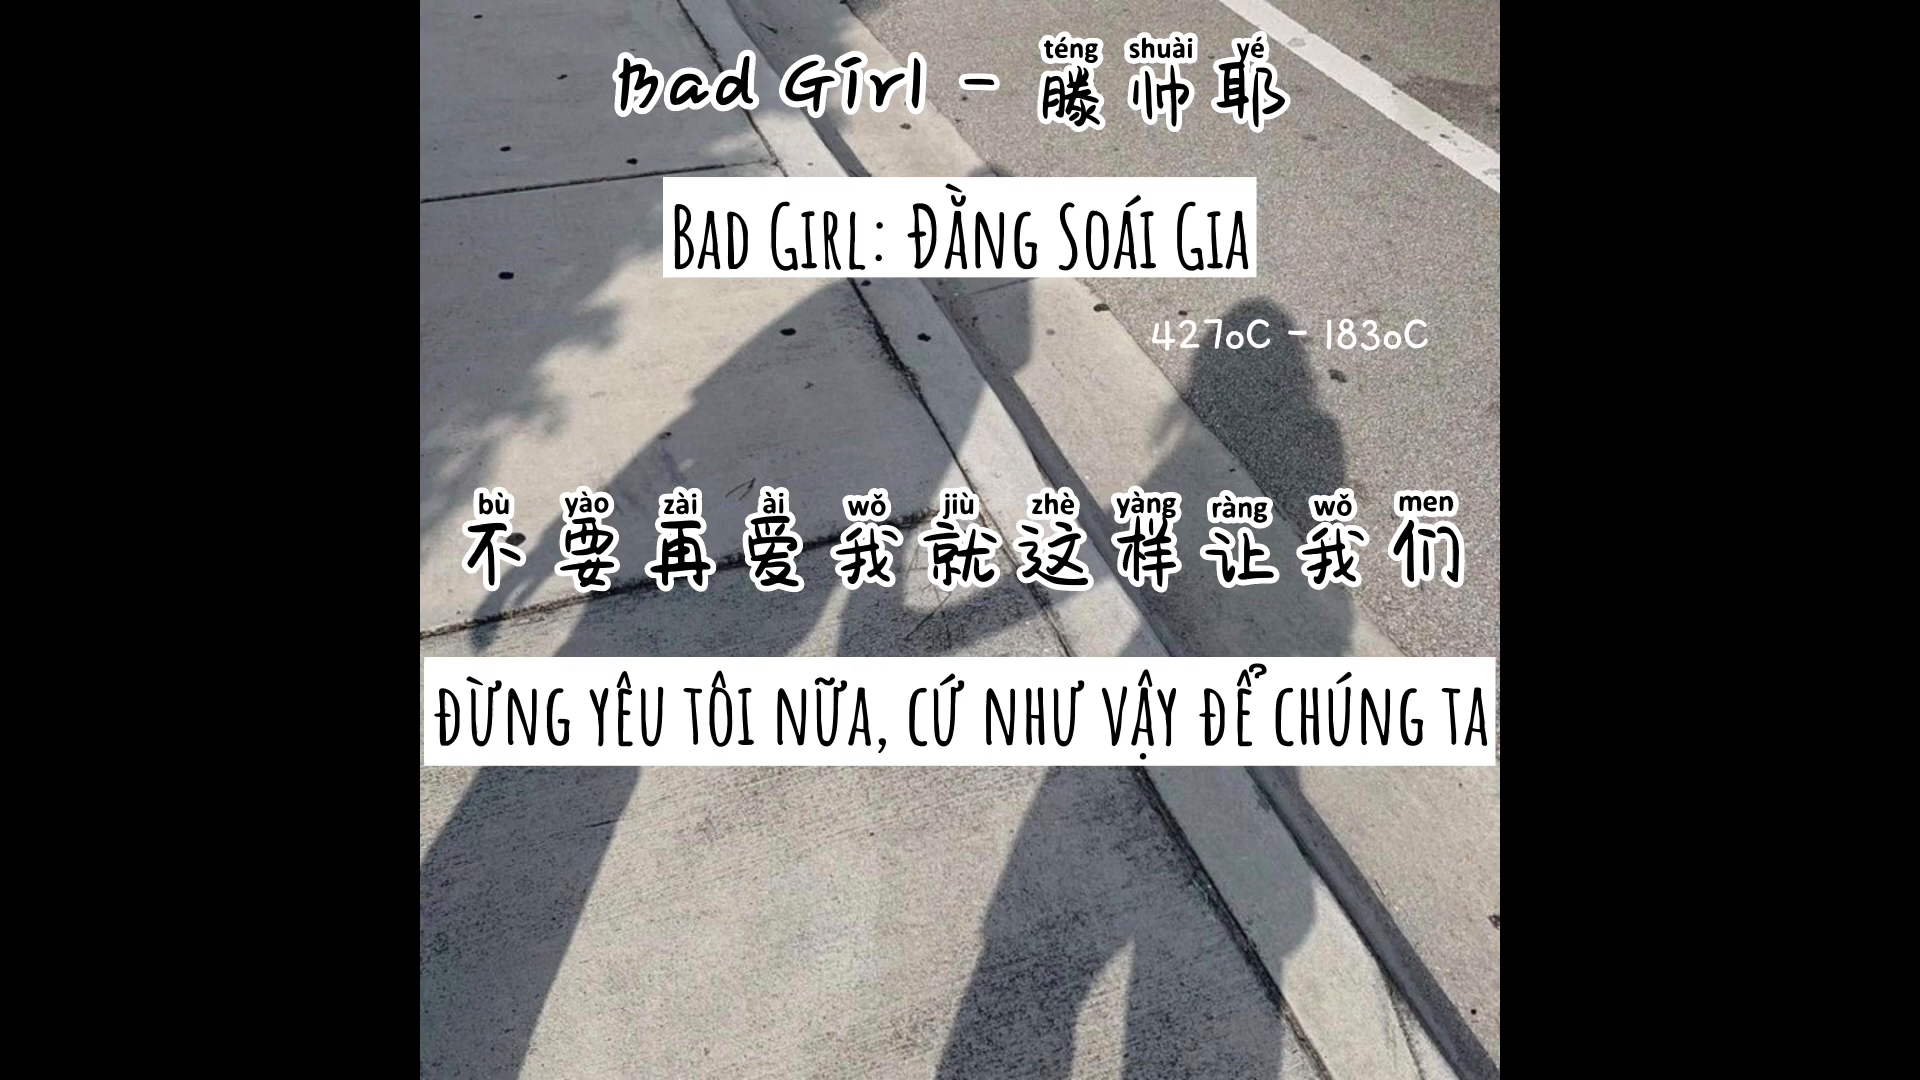 téng shuài yé
Bad Girl - 滕帅耶
BAD GIRL: ĐẰNG SOÁI GIA
427oC - 183oC
bù yào zài ài wǒ jiù zhè yàng ràng wǒ men
不要再爱我就这样让我们
ĐỪNG YÊU TÔI NỮA, CỨ NHƯ VẬY ĐỂ CHÚNG TA